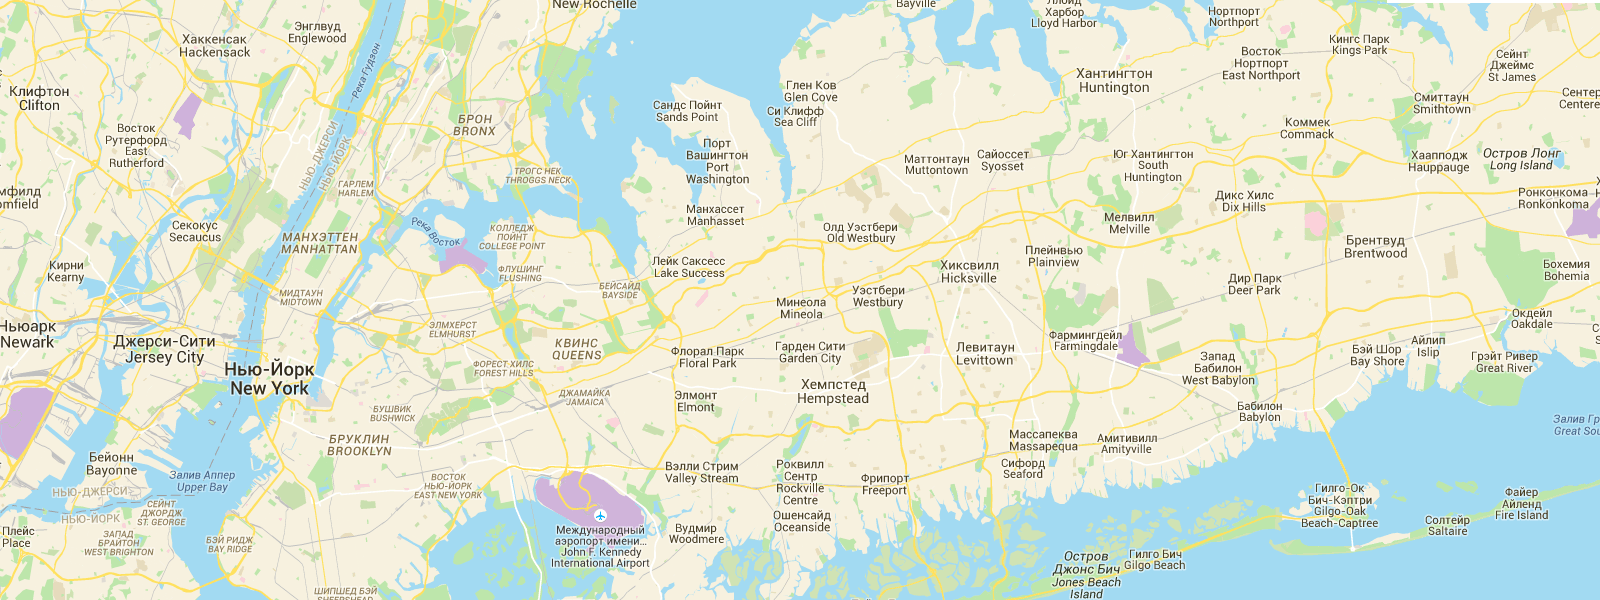 New Rochelle
Bayville
Ллойд
Харбор
Lloyd Harbor
Нортпорт
Northport
Энглвуд
Englewood
Хаккенсак
Hackensack
Река Гудзон
Кингс Парк
Kings Park
Восток
Нортпорт
East Northport
Сейнт
Джеймс
St James
Клифтон
Clifton
Глен Ков
Glen Cove
Хантингтон
Huntington
Сандс Пойнт
Sands Point
Си Клифф
Sea Cliff
Смиттаун
Smithtown
Сентер
Centere
БРОН
BRONX
Восток
Рутерфорд
East
Rutherford
Коммек
Commack
НЬЮ-ДЖЕРСИ
НЬЮ-ЙОРК
Порт
Вашингтон
Port
Washington
Маттонтаун
Muttontown
Сайоссет
Syosset
Юг Хантингтон
South
Huntington
Хаапподж
Hauppauge
Остров Лонг
Long Island
ТРОГС НЕК
THROGGS NECK
ГАРЛЕМ
HARLEM
мфилд
omfield
Дикс Хилс
Dix Hills
Ронконкома
Ronkonkoma
Манхассет
Manhasset
Мелвилл
Melville
Секокус
Secaucus
Река Восток
КОЛЛЕДЖ
ПОЙНТ
COLLEGE POINT
Олд Уэстбери
Old Westbury
МАНХЭТТЕН
MANHATTAN
Плейнвью
Plainview
Брентвуд
Brentwood
Кирни
Kearny
ФЛУШИНГ
FLUSHING
Лейк Саксесс
Lake Success
Хиксвилл
Hicksville
Бохемия
Bohemia
МИДТАУН
MIDTOWN
БЕЙСАЙД
BAYSIDE
Уэстбери
Westbury
Дир Парк
Deer Park
Минеола
Mineola
Ньюарк
Newark
ЭЛМХЕРСТ
ELMHURST
Окдейл
Oakdale
Джерси-Сити
Jersey City
КВИНС
QUEENS
Флорал Парк
Floral Park
Гарден Сити
Garden City
Левитаун
Levittown
Фармингдейл
Farmingdale
Айлип
Islip
Бэй Шор
Bay Shore
Грэйт Ривер
Great River
Нью-Йорк
New York
ФОРЕСТ ХИЛС
FOREST HILLS
Запад
Бабилон
West Babylon
Хемпстед
Hempstead
ДЖАМАЙКА
JAMAICA
Элмонт
Elmont
БУШВИК
BUSHWICK
Бабилон
Babylon
Залив Гр
Great Sou
БРУКЛИН
BROOKLYN
Массапеква
Massapequa
Амитивилл
Amityville
Бейонн
Bayonne
Залив Аппер
Upper Bay
Вэлли Стрим
Valley Stream
Роквилл
Сентр
Rockville
Centre
Сифорд
Seaford
ВОСТОК
НЬЮ-ЙОРК
EAST NEW YORK
Фрипорт
Freeport
НЬЮ-ДЖЕРСИ
НЬЮ-ЙОРК
СЕЙНТ
ДЖОРДЖ
ST. GEORGE
Гилго-Ок
Бич-Кэптри
Gilgo-Oak
Beach-Captree
Файер
Айленд
Fire Island
Плейс
Place
ЗАПАД
БРАЙТОН
WEST BRIGHTON
БЭЙ РИДЖ
BAY RIDGE
Международный
аэропорт имени...
John F. Kennedy
International Airport
Вудмир
Woodmere
Ошенсайд
Oceanside
Солтейр
Saltaire
Остров
Джонс Бич
Jones Beach
Island
Гилго Бич
Gilgo Beach
ШИПШЕД БЭЙ